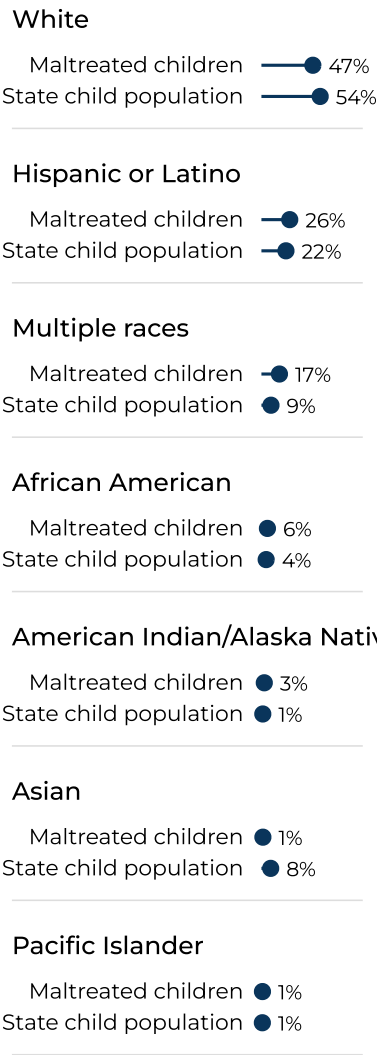 White
Maltreated children 47%
State child population 54%
Hispanic or Latino
Maltreated children 26%
State child population 22%
Multiple races
Maltreated children 17%
State child population 9%
African American
Maltreated children 6%
State child population 4%
American Indian/Alaska Nativ
Maltreated children 3%
State child population 1%
Asian
Maltreated children 1%
State child population 8%
Pacific Islander
Maltreated children 1%
State child population 1%